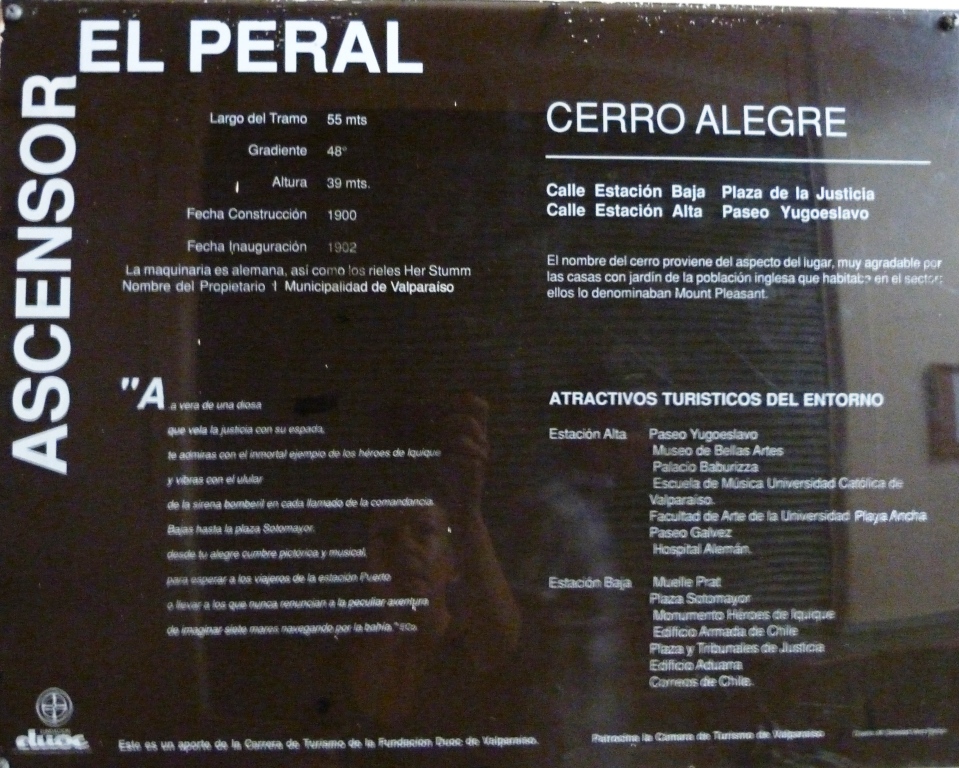 ASCENSOR
EL PERAL
Largo del Tramo 55 mts
Gradiente 48°
Altura 39 mts.
Fecha Construcción 1900
Fecha Inauguración 1902
La maquinaria es alemana, así como los rieles Her Stumm
Nombre del Propietario I Municipalidad de Valparaíso
CERRO ALEGRE
Calle Estación Baja Plaza de la Justicia
Calle Estación Alta Paseo Yugoeslavo
El nombre del cerro proviene del aspecto del lugar, muy agradable por
las casas con jardin de la población inglesa que habitaba en el sector;
ellos lo denominaban Mount Pleasant.
"A a vera de una diosa
que vela la justicia con su espada,
te admiras con el inmortal ejemplo de los héroes de Iquique
y vibras con el ulular
de la sirena bomberil en cada llamado de la comandancia.
Bajas hasta la plaza Sotomayor,
desde tu alegre cumbre pictórica y musical,
para esperar a los viajeros de la estación Puerto
o llevar a los que nunca renuncian a la peculiar aventura
de imaginar siete mares navegando por la bahía."
ATRACTIVOS TURISTICOS DEL ENTORNO
Estación Alta Paseo Yugoeslavo
Museo de Bellas Artes
Palacio Baburizza
Escuela de Música Universidad Católica de
Valparaíso.
Facultad de Arte de la Universidad Playa Ancha
Paseo Galvez
Hospital Alemán.
Estación Baja Muelle Prat
Plaza Sotomayor
Monumento Héroes de Iquique
Edificio Armada de Chile
Plaza y Tribunales de Justicia
Edificio Aduana
Correos de Chile.
FUNDACION
duoc
Este es un aporte de la Carrera de Turismo de la Fundación Duoc de Valparaíso.
Patrocina la Carrera de Turismo de Valparaíso